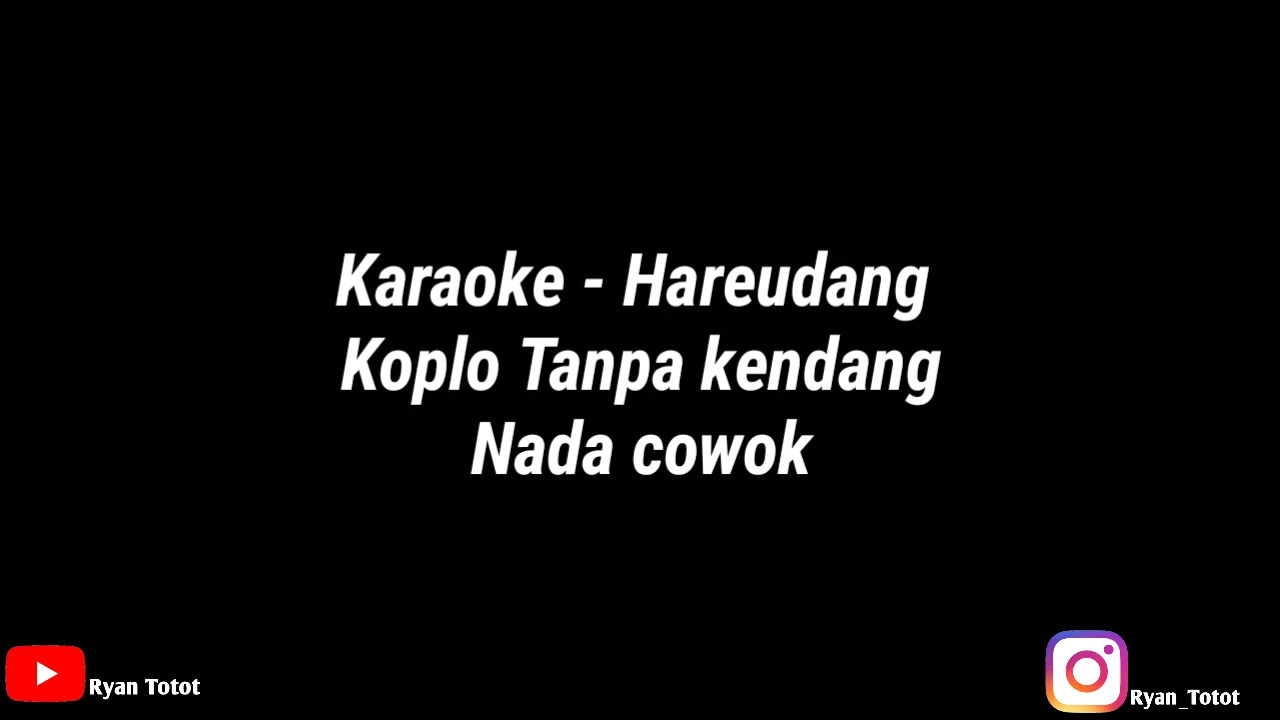 Karaoke - Hareudang
Koplo Tanpa kendang
Nada cowok
Ryan Totot
Ryan_Totot